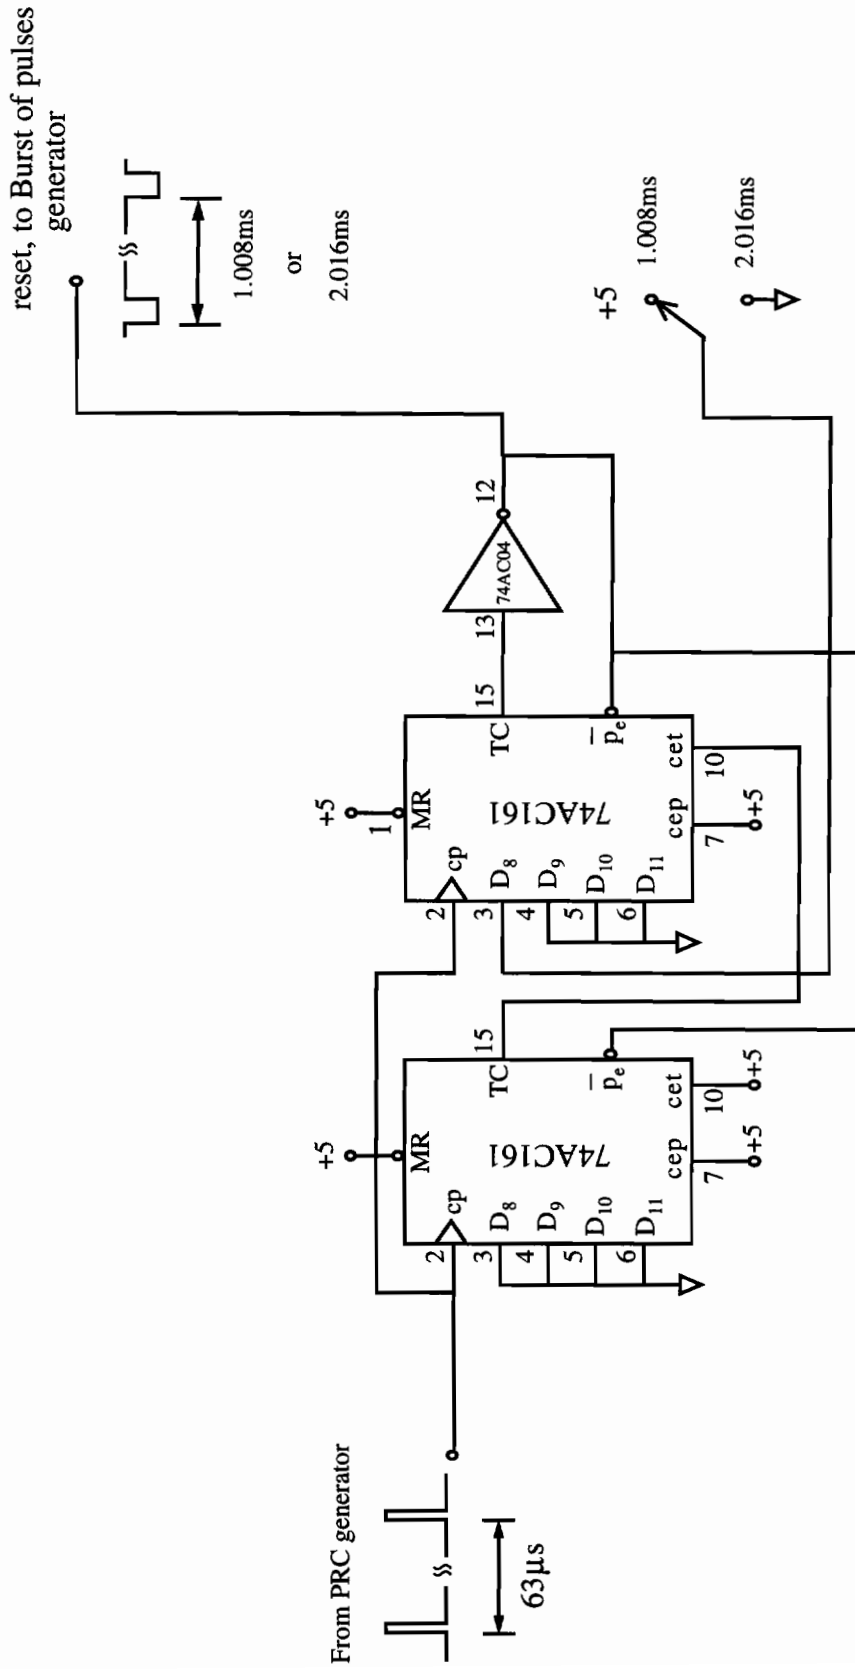 reset, to Burst of pulses
generator
1.008ms
or
2.016ms
+5
1.008ms
2.016ms
12
74AC04
13
15
TC
p̅e
cet
10
+5
1
MR
74AC161
cep
7
+5
2
cp
3
D8
4
D9
5
D10
6
D11
15
TC
p̅e
cet
10
+5
+5
MR
74AC161
cep
7
+5
2
cp
3
D8
4
D9
5
D10
6
D11
From PRC generator
63μs